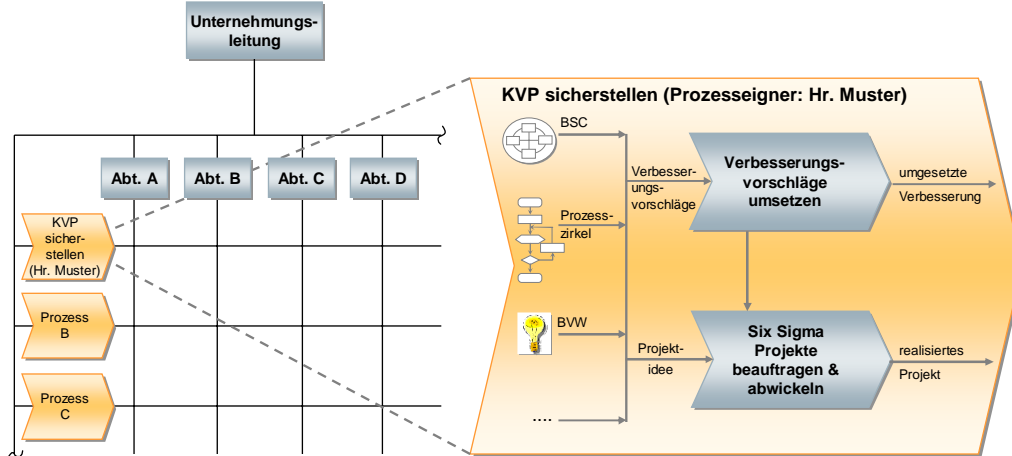 Unternehmungs-
leitung
Abt. A
Abt. B
Abt. C
Abt. D
KVP
sicher-
stellen
(Hr. Muster)
Prozess
B
Prozess
C
KVP sicherstellen (Prozesseigner: Hr. Muster)
BSC
Prozess-
zirkel
BVW
....
Verbesser-
ungs-
vorschläge
Projekt-
idee
Verbesserungs-
vorschläge
umsetzen
umgesetzte
Verbesserung
Six Sigma
Projekte
beauftragen &
abwickeln
realisiertes
Projekt